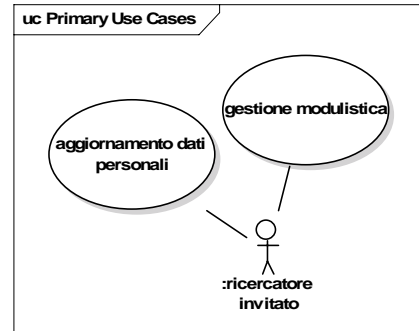 uc Primary Use Cases
gestione modulistica
aggiornamento dati
personali
:ricercatore
invitato